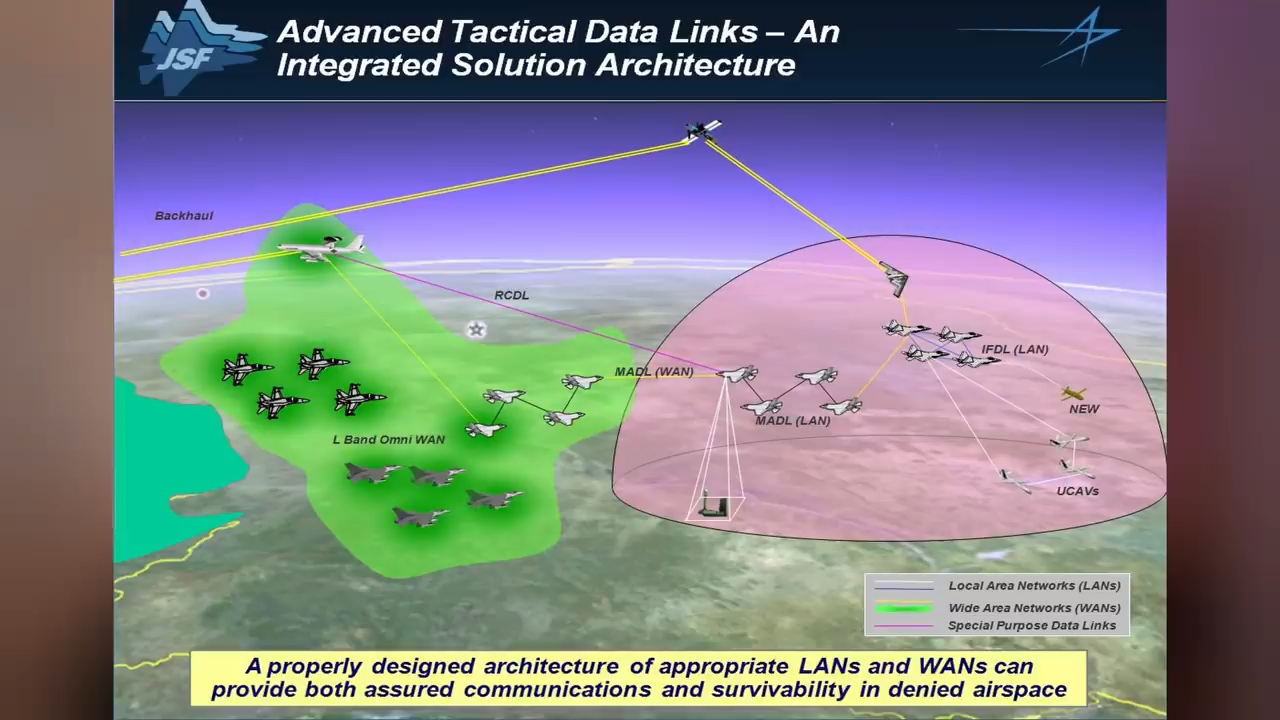 JSF
Advanced Tactical Data Links – An
Integrated Solution Architecture
Backhaul
RCDL
MADL (WAN)
IFDL (LAN)
NEW
MADL (LAN)
L Band Omni WAN
UCAVs
Local Area Networks (LANs)
Wide Area Networks (WANs)
Special Purpose Data Links
A properly designed architecture of appropriate LANs and WANs can
provide both assured communications and survivability in denied airspace